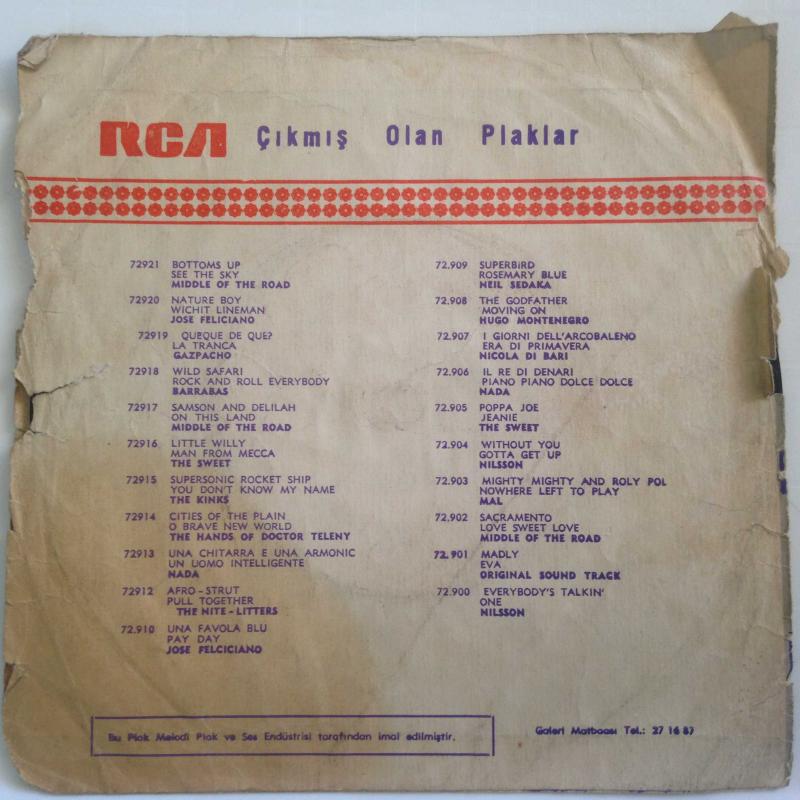 RCA Çıkmış Olan Plaklar
72921 BOTTOMS UP
SEE THE SKY
MIDDLE OF THE ROAD
72920 NATURE BOY
WICHIT LINEMAN
JOSE FELICIANO
72919 QUEQUE DE QUE?
LA TRANCA
GAZPACHO
72918 WILD SAFARI
ROCK AND ROLL EVERYBODY
BARRABAS
72917 SAMSON AND DELILAH
ON THIS LAND
MIDDLE OF THE ROAD
72916 LITTLE WILLY
MAN FROM MECCA
THE SWEET
72915 SUPERSONIC ROCKET SHIP
YOU DON'T KNOW MY NAME
THE KINKS
72914 CITIES OF THE PLAIN
O BRAVE NEW WORLD
THE HANDS OF DOCTOR TELENY
72913 UNA CHITARRA E UNA ARMONIC
UN UOMO INTELLIGENTE
NADA
72912 AFRO-STRUT
PULL TOGETHER
THE NITE-LITTERS
72.910 UNA FAVOLA BLU
PAY DAY
JOSE FELCICIANO
72.909 SUPERBiRD
ROSEMARY BLUE
NEIL SEDAKA
72.908 THE GODFATHER
MOVING ON
HUGO MONTENEGRO
72.907 I GIORNI DELL'ARCOBALENO
ERA DI PRIMAVERA
NICOLA DI BARI
72.906 IL RE DI DENARI
PIANO PIANO DOLCE DOLCE
NADA
72.905 POPPA JOE
JEANIE
THE SWEET
72.904 WITHOUT YOU
GOTTA GET UP
NILSSON
72.903 MIGHTY MIGHTY AND ROLY POL
NOWHERE LEFT TO PLAY
MAL
72.902 SACRAMENTO
LOVE SWEET LOVE
MIDDLE OF THE ROAD
72.901 MADLY
EVA
ORIGINAL SOUND TRACK
72.900 EVERYBODY'S TALKIN'
ONE
NILSSON
Bu Plak Melodi Plak ve Ses Endüstrisi tarafından imal edilmiştir.
Galeri Matbaası Tel.: 27 16 87